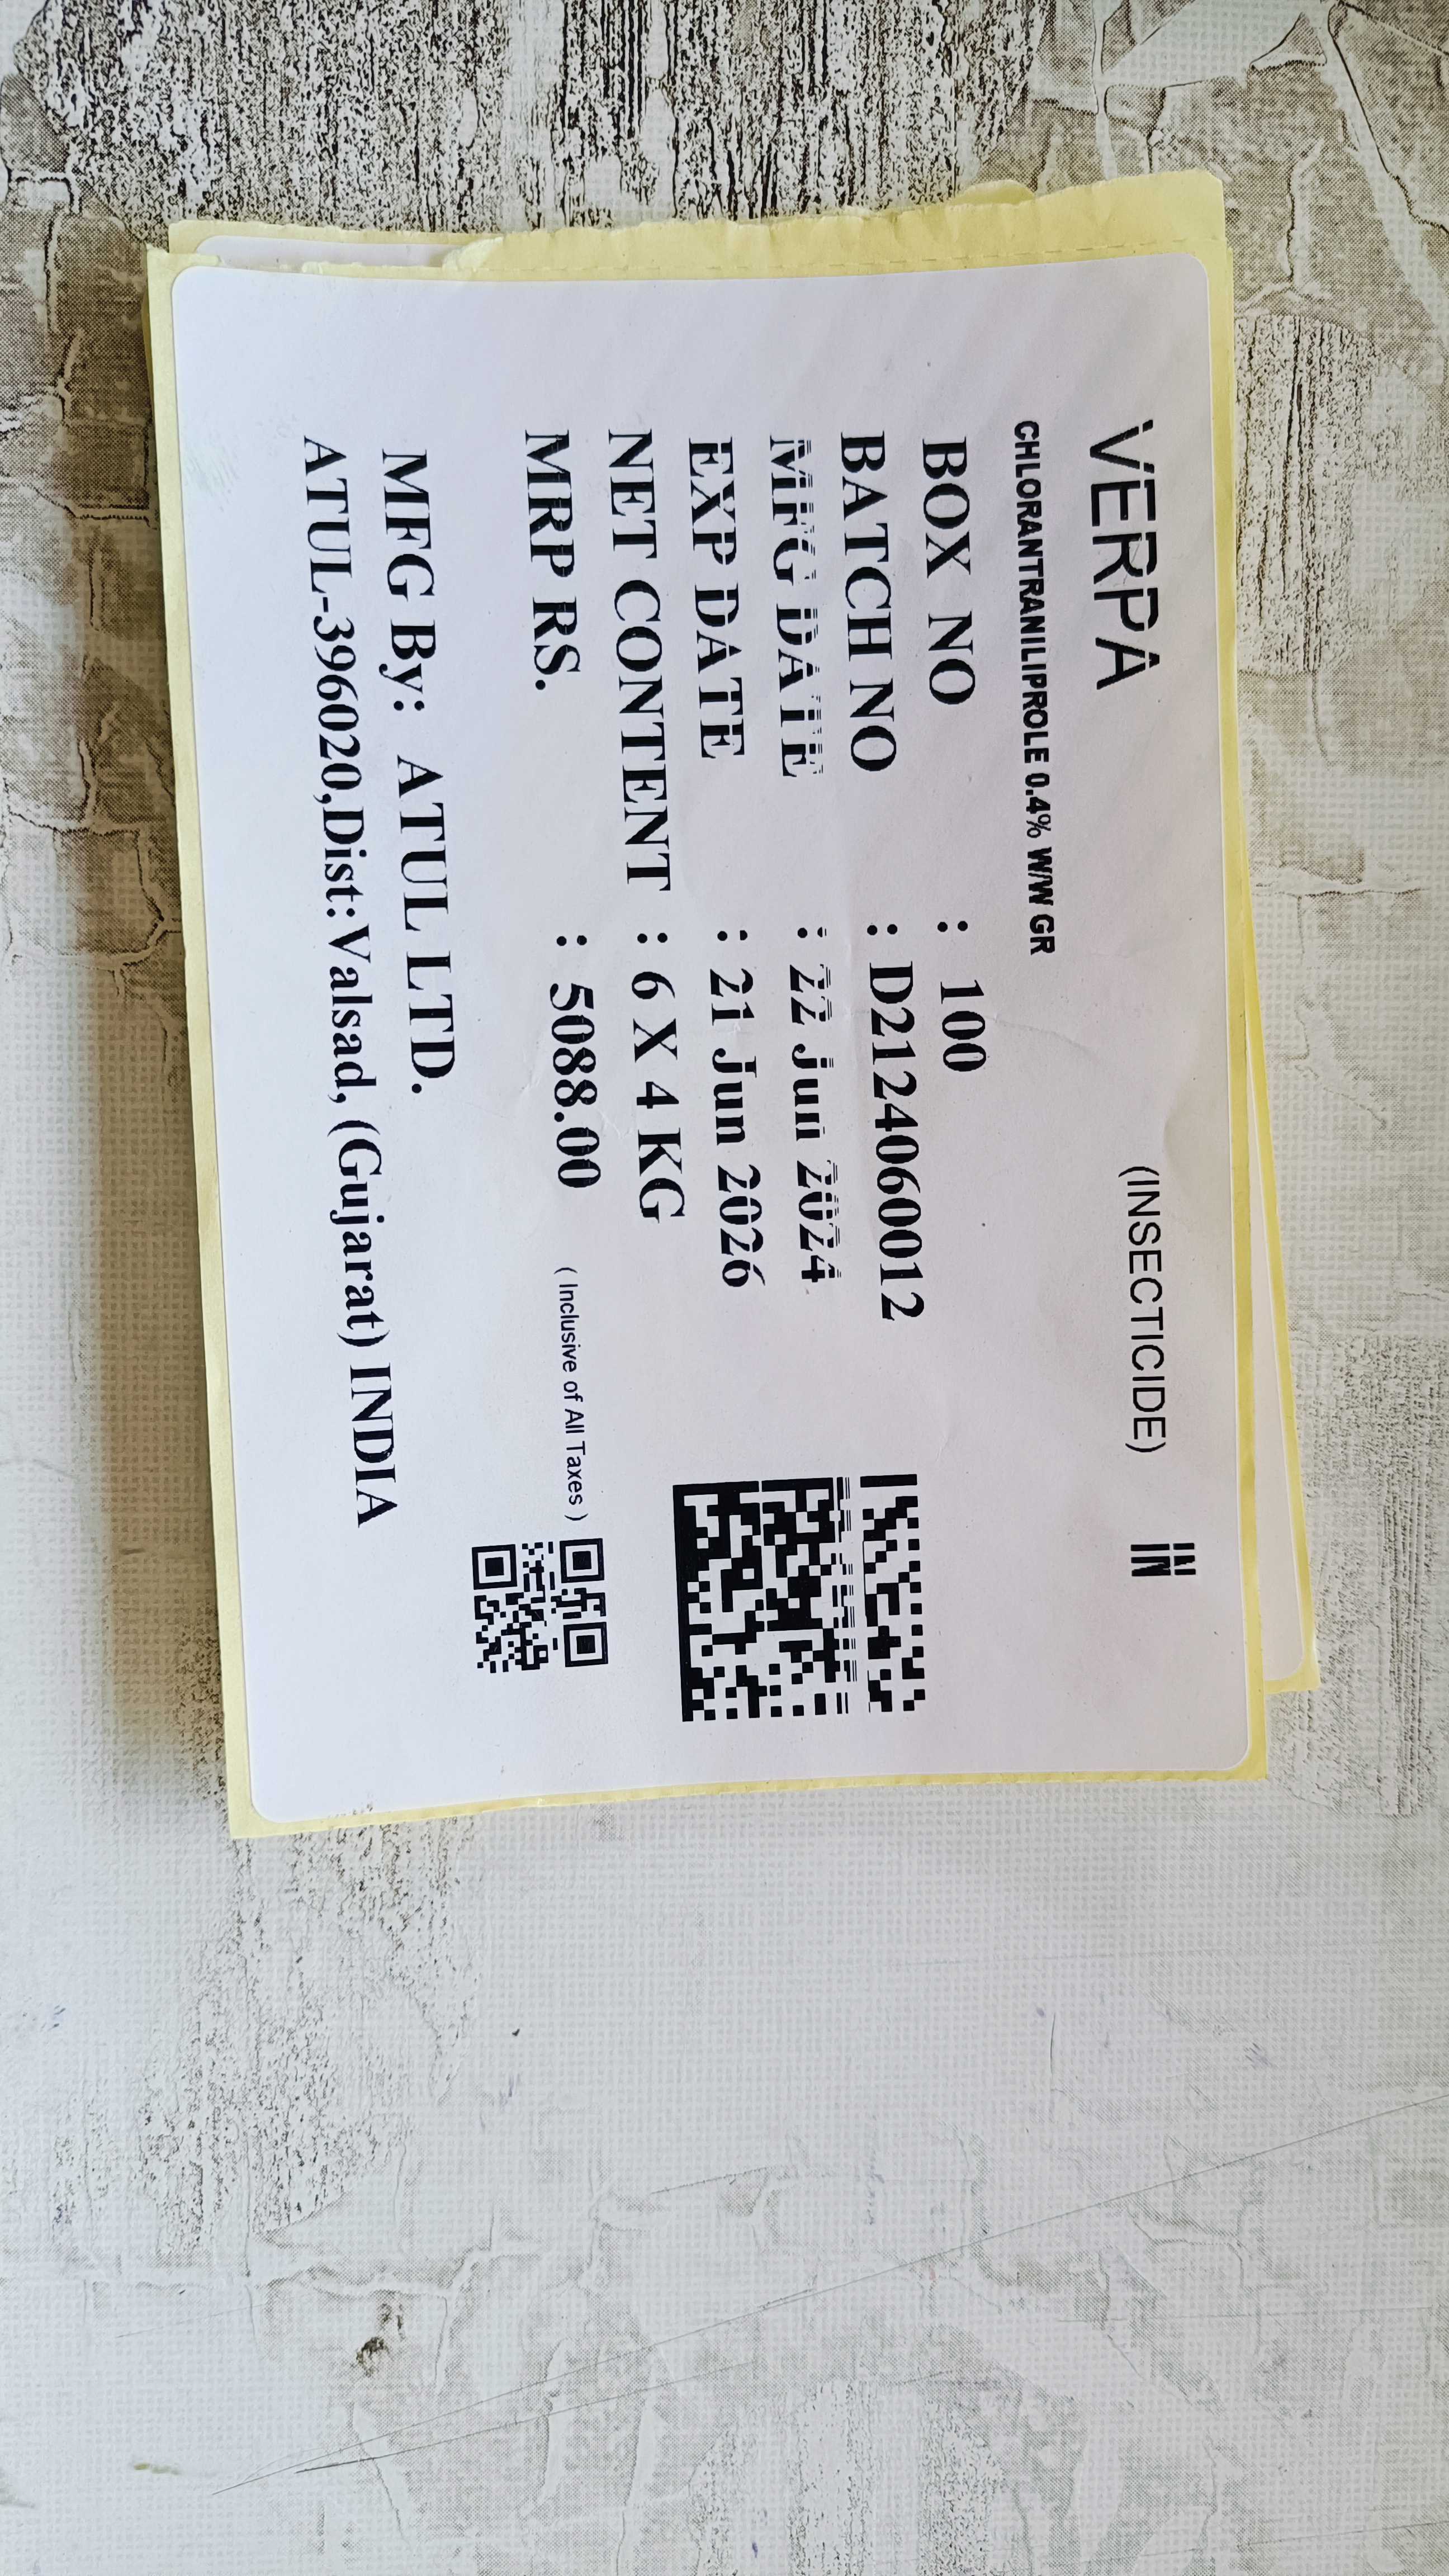 VERPA (INSECTICIDE) IN
CHLORANTRANILIPROLE 0.4% W/W GR
BOX NO : 100
BATCH NO : D2124060012
MFG DATE : 22 Jun 2024
EXP DATE : 21 Jun 2026
NET CONTENT : 6 X 4 KG
MRP RS. : 5088.00 ( Inclusive of All Taxes )
MFG By: ATUL LTD.
ATUL-396020,Dist:Valsad, (Gujarat) INDIA